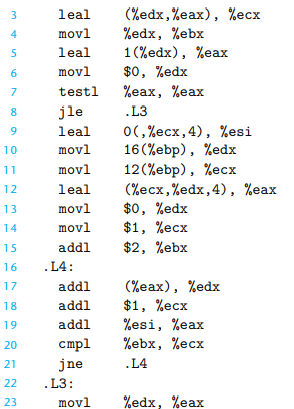 3 leal (%edx,%eax), %ecx
4 movl %edx, %ebx
5 leal 1(%edx), %eax
6 movl $0, %edx
7 testl %eax, %eax
8 jle .L3
9 leal 0(,%ecx,4), %esi
10 movl 16(%ebp), %edx
11 movl 12(%ebp), %ecx
12 leal (%ecx,%edx,4), %eax
13 movl $0, %edx
14 movl $1, %ecx
15 addl $2, %ebx
16 .L4:
17 addl (%eax), %edx
18 addl $1, %ecx
19 addl %esi, %eax
20 cmpl %ebx, %ecx
21 jne .L4
22 .L3:
23 movl %edx, %eax